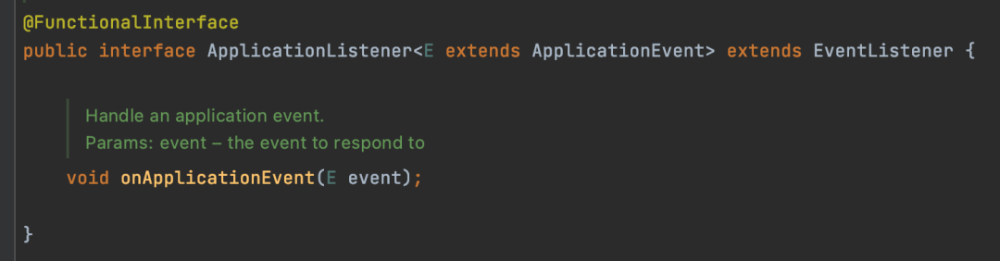 @FunctionalInterface
public interface ApplicationListener<E extends ApplicationEvent> extends EventListener {
Handle an application event.
Params: event – the event to respond to
void onApplicationEvent(E event);
}